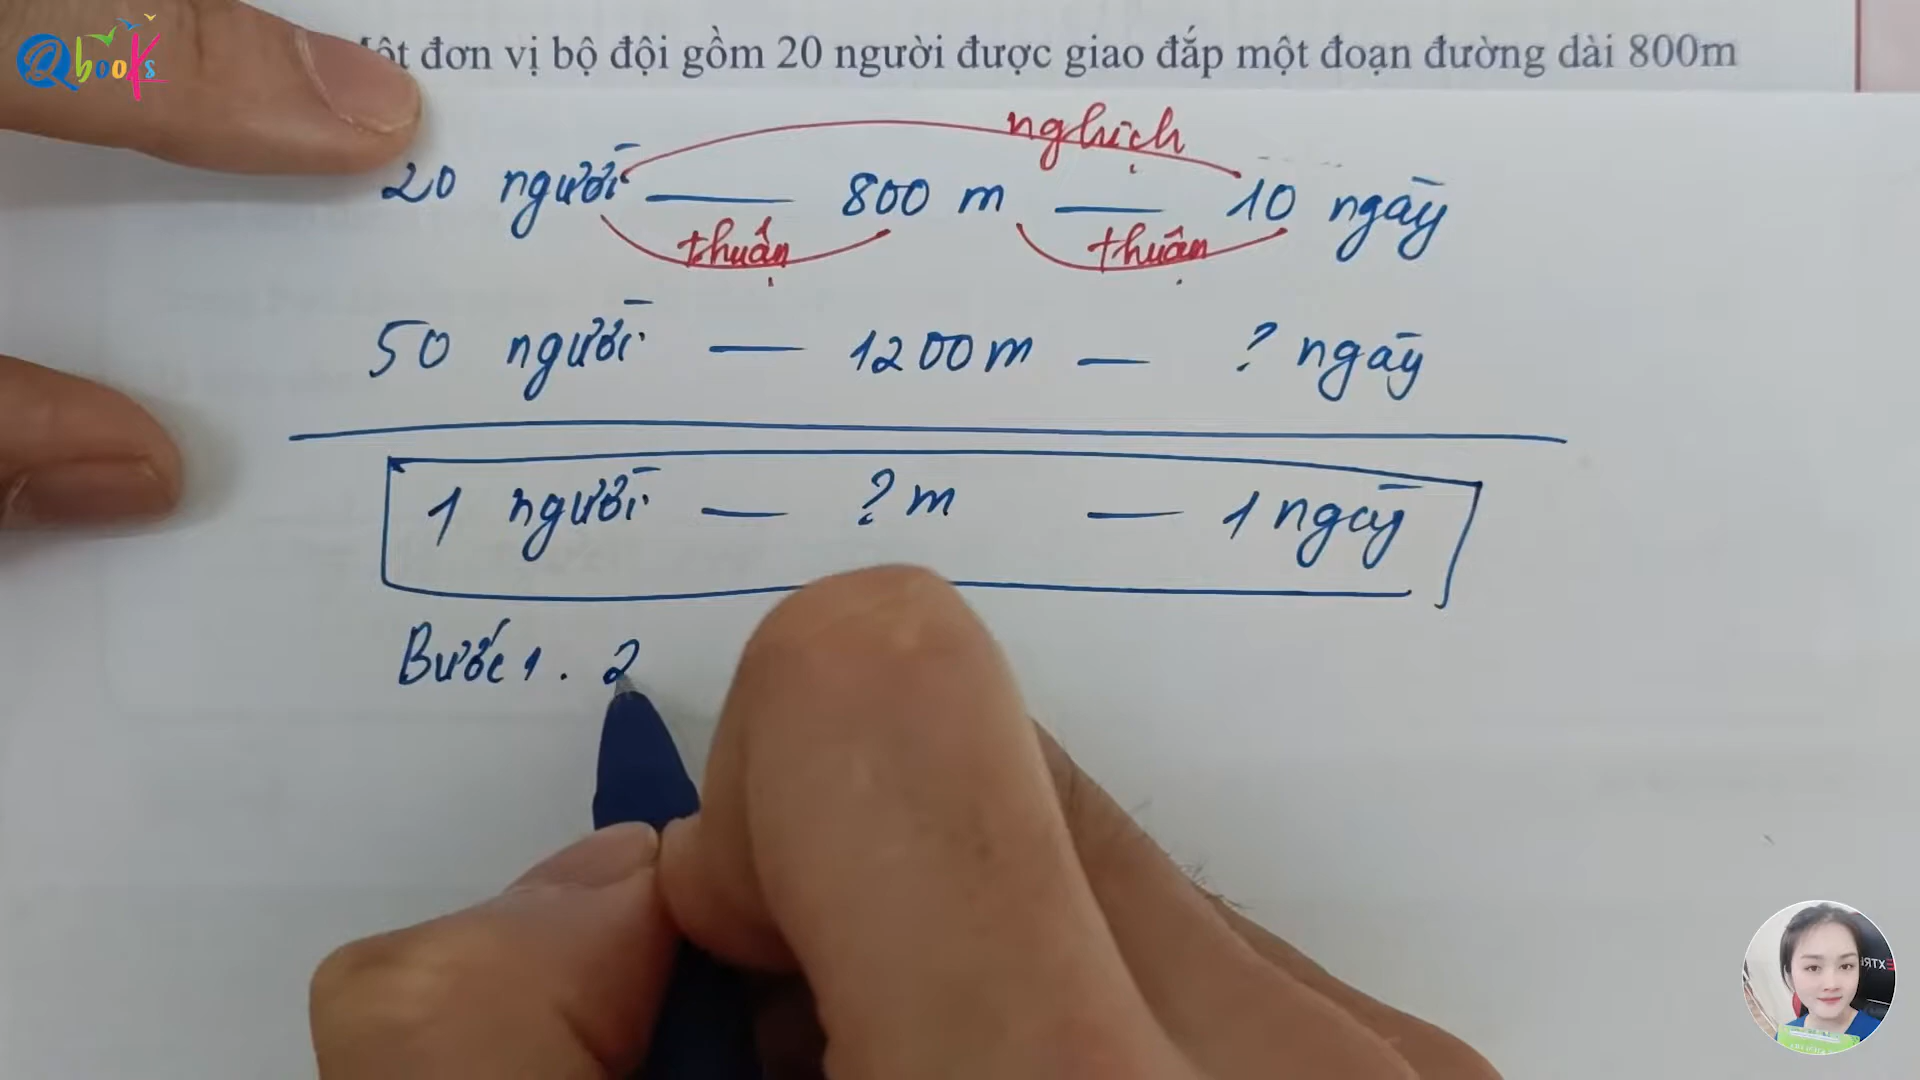 Qbooks
ột đơn vị bộ đội gồm 20 người được giao đắp một đoạn đường dài 800m
nghịch
20 người — 800 m — 10 ngày
thuận thuận
50 người — 1200m — ? ngày
1 người — ? m — 1 ngày
Bước 1. 2